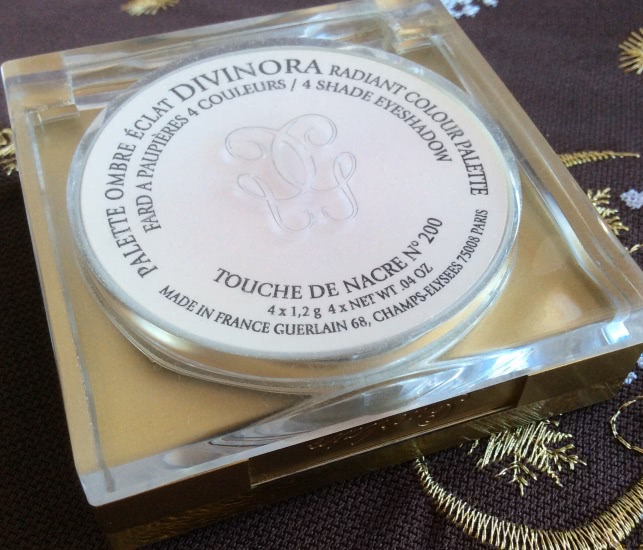 PALETTE OMBRE ÉCLAT DIVINORA RADIANT COLOUR PALETTE
FARD A PAUPIÈRES 4 COULEURS / 4 SHADE EYESHADOW
TOUCHE DE NACRE N° 200
4 x 1,2 g 4 x NET WT .04 OZ
MADE IN FRANCE GUERLAIN 68, CHAMPS-ELYSEES 75008 PARIS